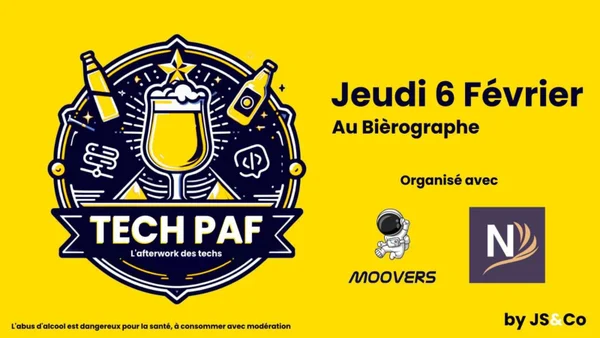 Jeudi 6 Février
Au Bièrographe
Organisé avec
TECH PAF
L'afterwork des techs
MOOVERS
N
L'abus d'alcool est dangereux pour la santé, à consommer avec modération
by JS&Co